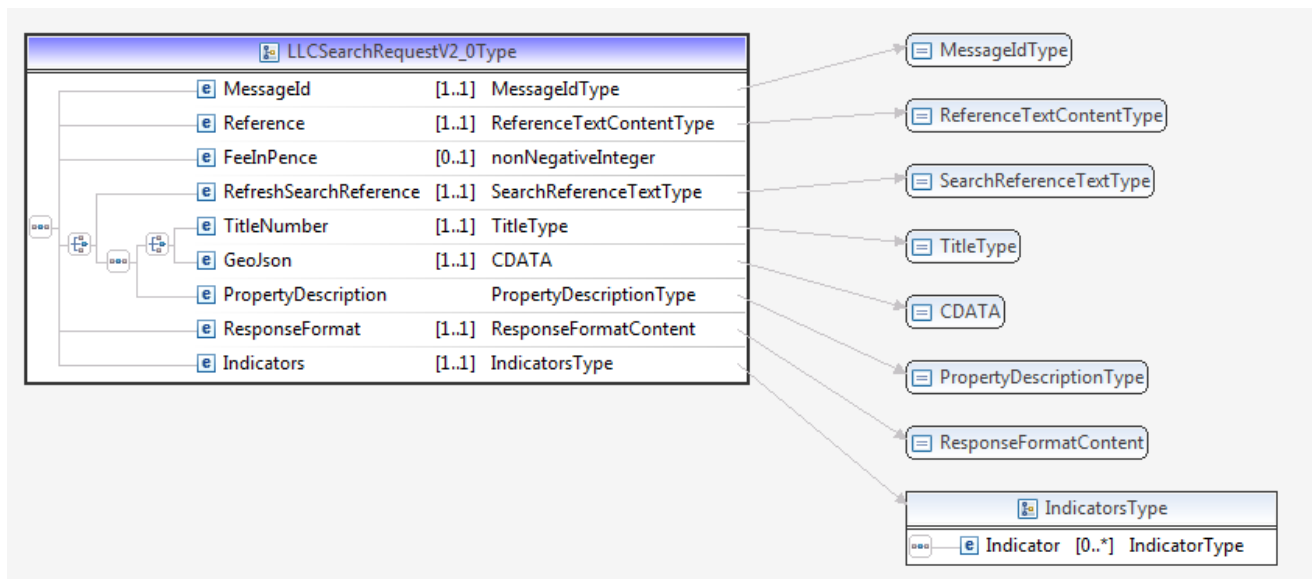 LLCSearchRequestV2_0Type
e MessageId [1..1] MessageIdType
e Reference [1..1] ReferenceTextContentType
e FeeInPence [0..1] nonNegativeInteger
e RefreshSearchReference [1..1] SearchReferenceTextType
e TitleNumber [1..1] TitleType
e GeoJson [1..1] CDATA
e PropertyDescription PropertyDescriptionType
e ResponseFormat [1..1] ResponseFormatContent
e Indicators [1..1] IndicatorsType
MessageIdType
ReferenceTextContentType
SearchReferenceTextType
TitleType
CDATA
PropertyDescriptionType
ResponseFormatContent
IndicatorsType
e Indicator [0..*] IndicatorType